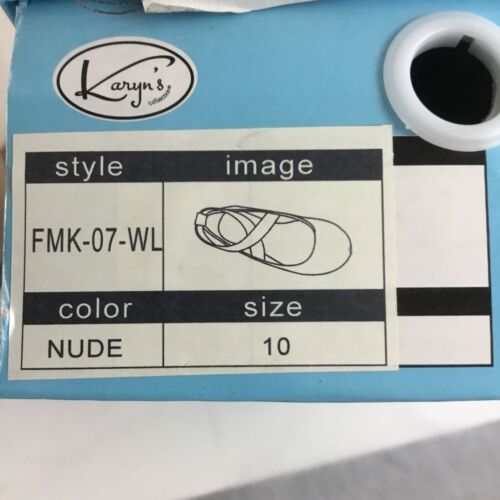 Karyn's
collections
style image
FMK-07-WL
color size
NUDE 10